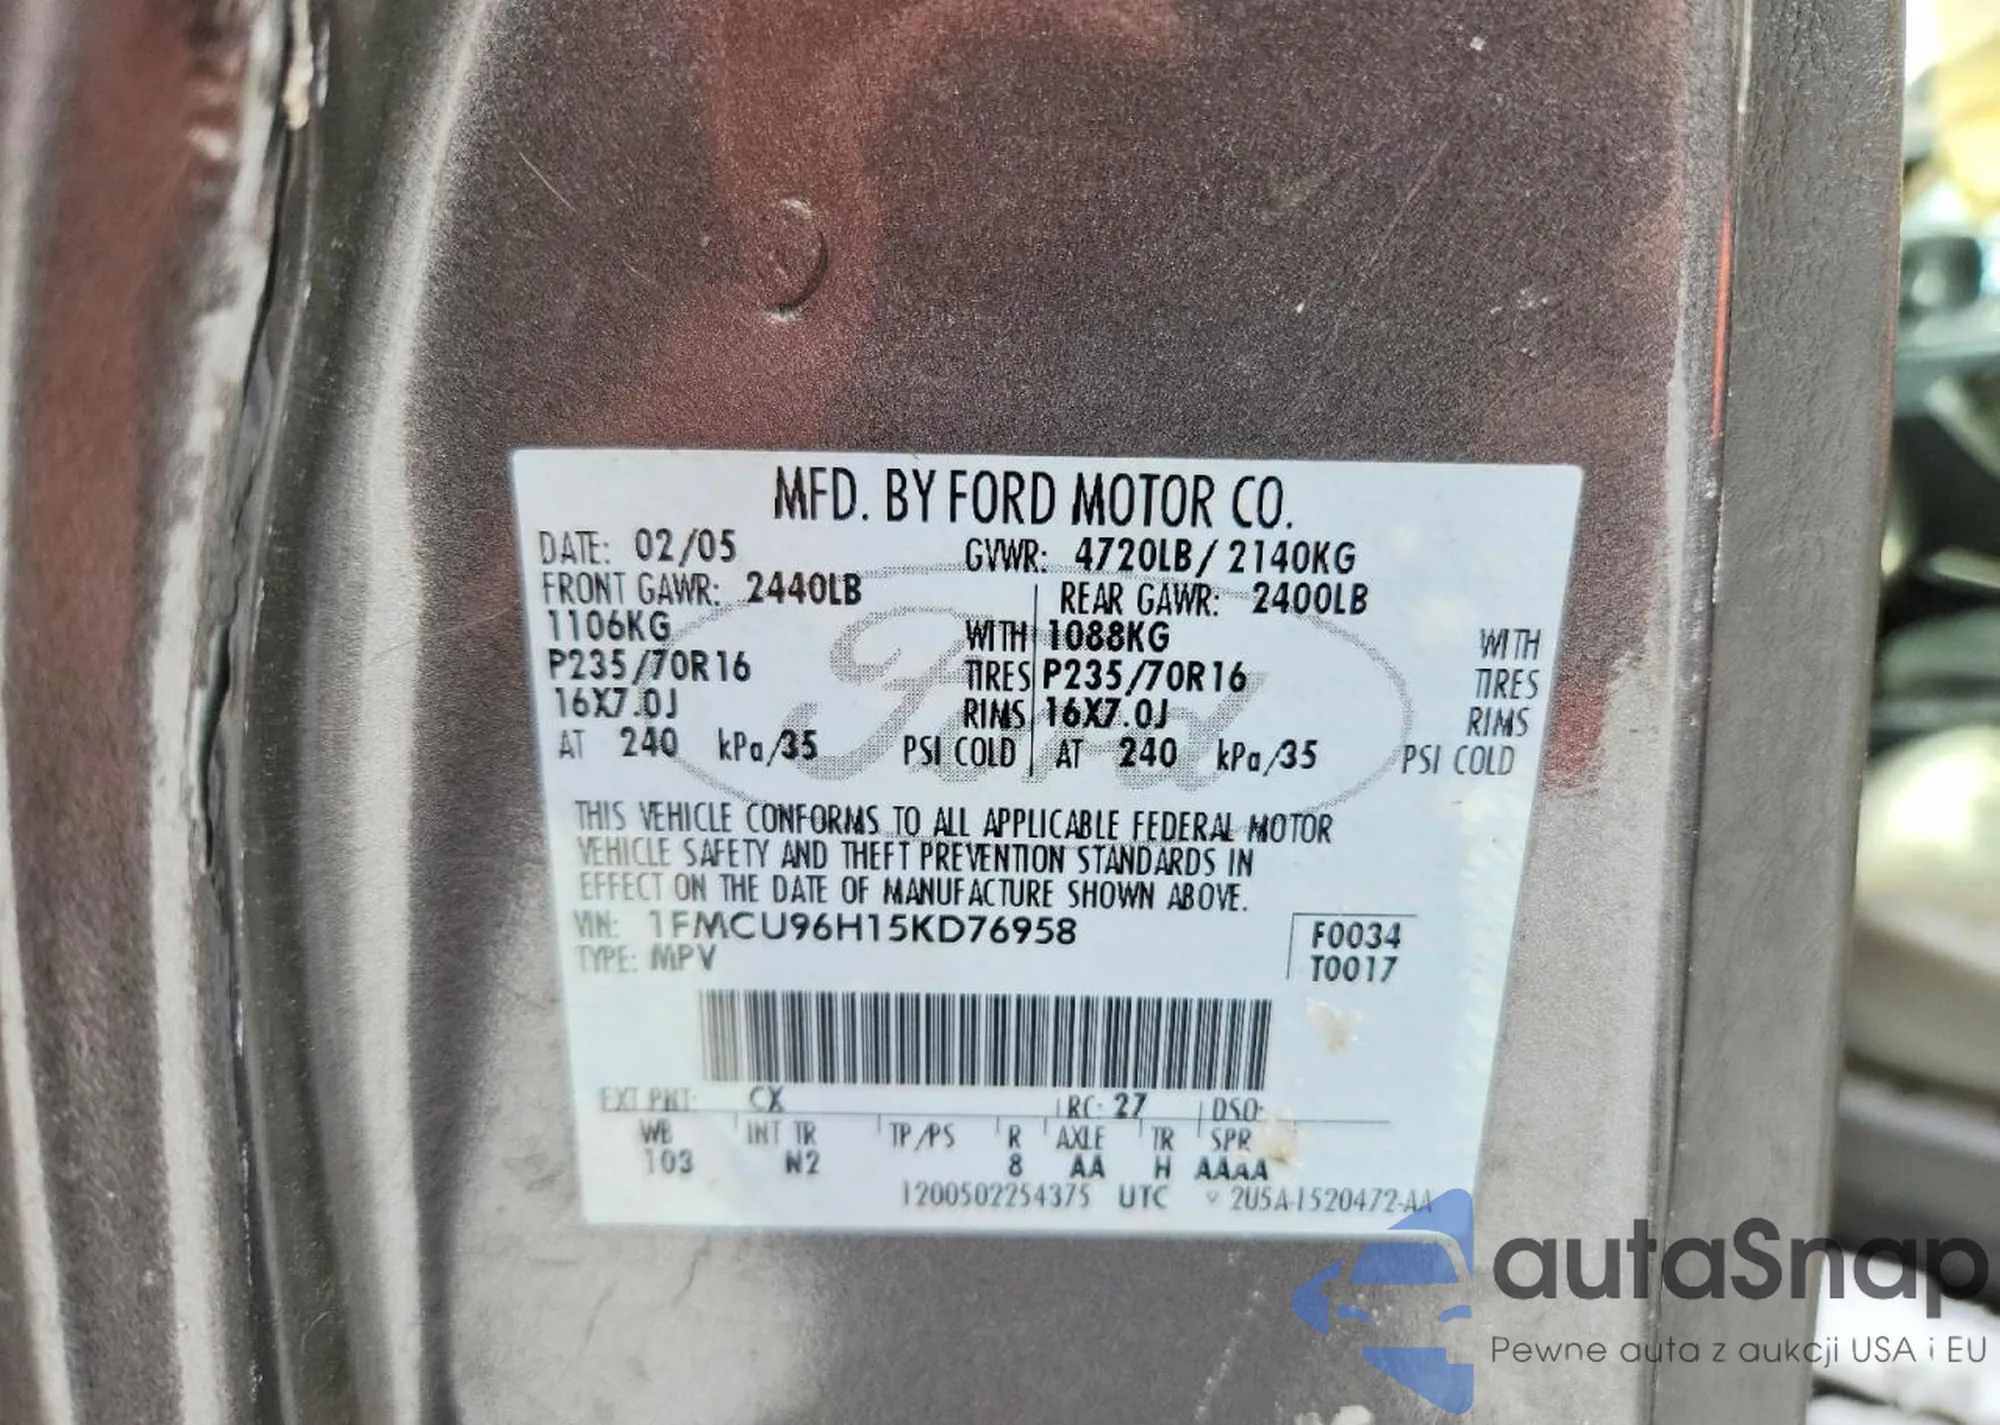 MFD. BY FORD MOTOR CO.
DATE: 02/05 GVWR: 4720LB / 2140KG
FRONT GAWR: 2440LB REAR GAWR: 2400LB
1106KG WITH 1088KG WITH
P235/70R16 TIRES P235/70R16 TIRES
16X7.0J RIMS 16X7.0J RIMS
AT 240 kPa/35 PSI COLD AT 240 kPa/35 PSI COLD
Ford
THIS VEHICLE CONFORMS TO ALL APPLICABLE FEDERAL MOTOR
VEHICLE SAFETY AND THEFT PREVENTION STANDARDS IN
EFFECT ON THE DATE OF MANUFACTURE SHOWN ABOVE.
VIN: 1FMCU96H15KD76958 F0034
TYPE: MPV T0017
EXT PNT: CX RC: 27 DSO:
WB INT TR TP/PS R AXLE TR SPR
103 N2 8 AA H AAAA
1200502254375 UTC 2U5A-1520472-AA
autaSnap
Pewne auta z aukcji USA i EU